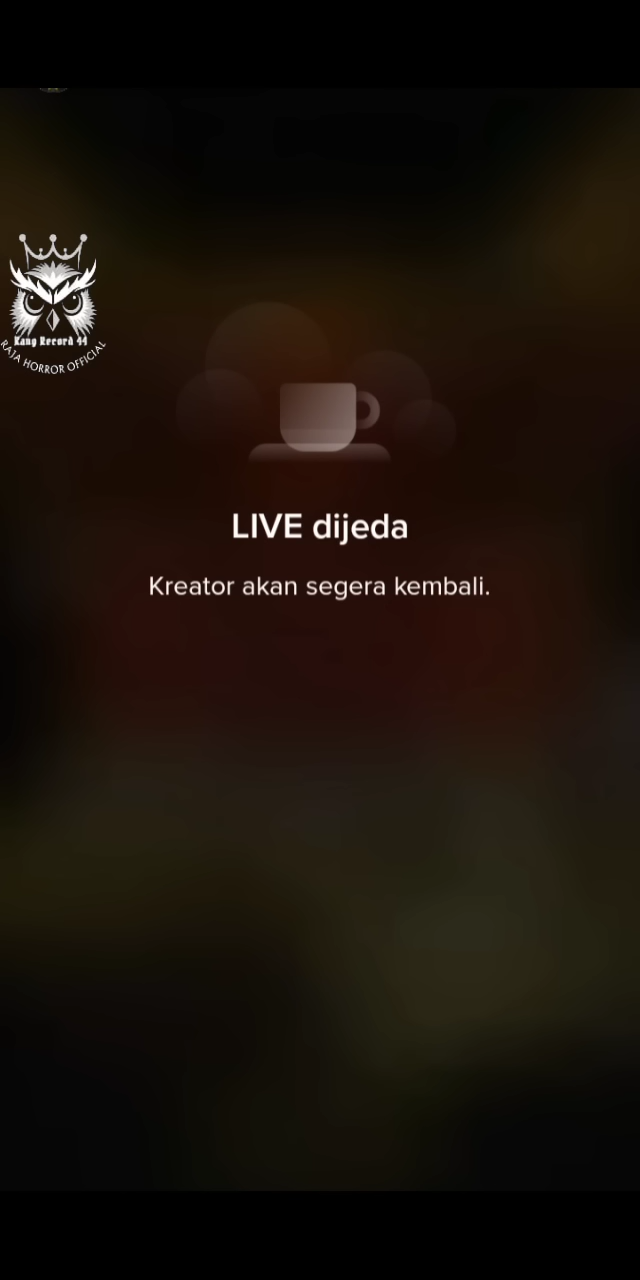 Kang Record 44
RAJA HORROR OFFICIAL
LIVE dijeda
Kreator akan segera kembali.